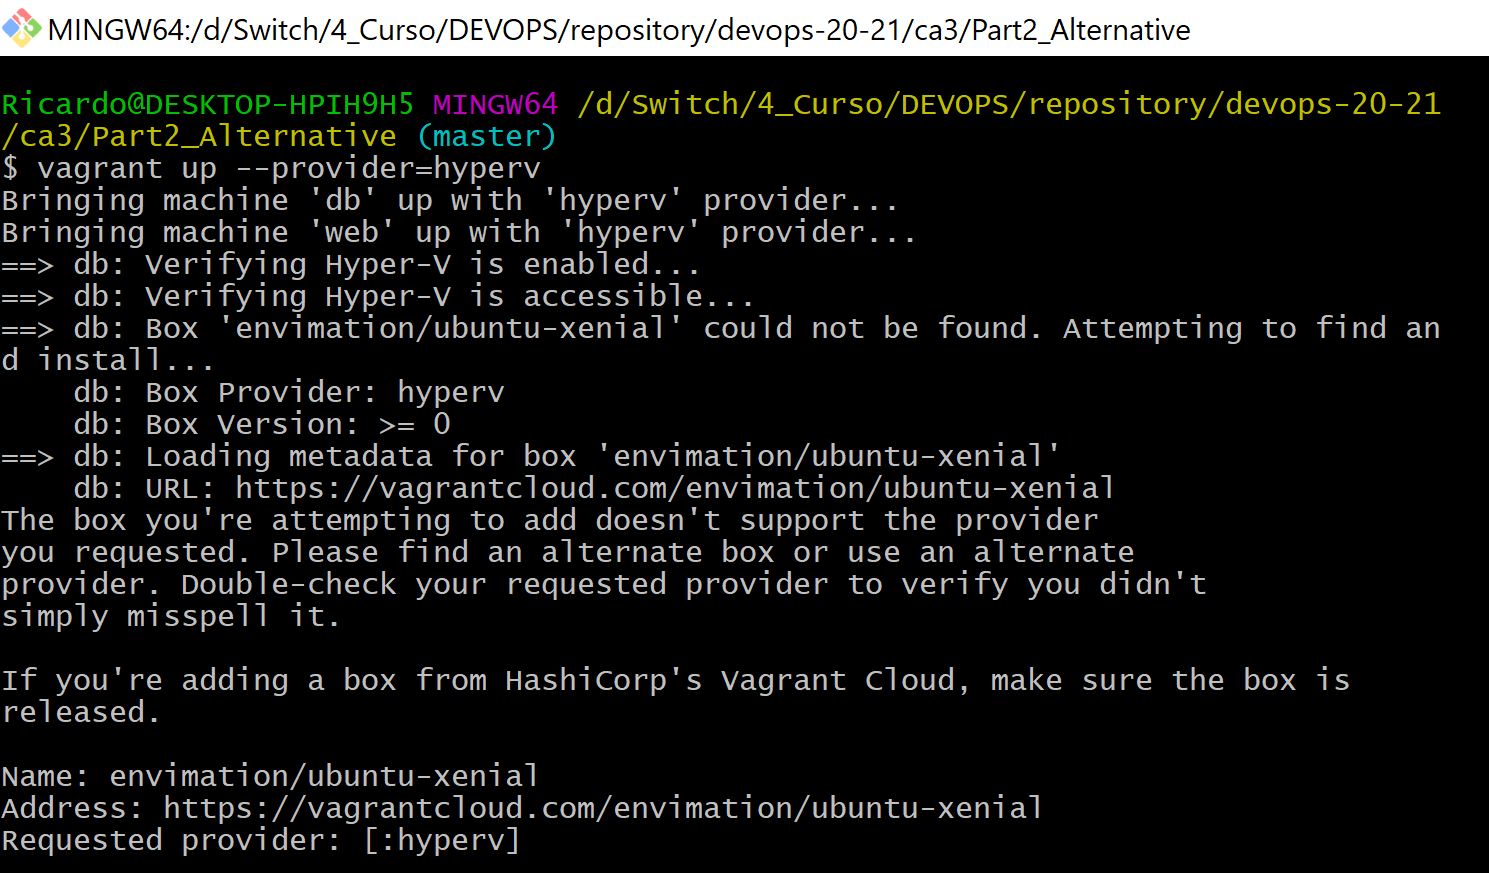 MINGW64:/d/Switch/4_Curso/DEVOPS/repository/devops-20-21/ca3/Part2_Alternative
Ricardo@DESKTOP-HPIH9H5 MINGW64 /d/Switch/4_Curso/DEVOPS/repository/devops-20-21
/ca3/Part2_Alternative (master)
$ vagrant up --provider=hyperv
Bringing machine 'db' up with 'hyperv' provider...
Bringing machine 'web' up with 'hyperv' provider...
==> db: Verifying Hyper-V is enabled...
==> db: Verifying Hyper-V is accessible...
==> db: Box 'envimation/ubuntu-xenial' could not be found. Attempting to find an
d install...
    db: Box Provider: hyperv
    db: Box Version: >= 0
==> db: Loading metadata for box 'envimation/ubuntu-xenial'
    db: URL: https://vagrantcloud.com/envimation/ubuntu-xenial
The box you're attempting to add doesn't support the provider
you requested. Please find an alternate box or use an alternate
provider. Double-check your requested provider to verify you didn't
simply misspell it.

If you're adding a box from HashiCorp's Vagrant Cloud, make sure the box is
released.

Name: envimation/ubuntu-xenial
Address: https://vagrantcloud.com/envimation/ubuntu-xenial
Requested provider: [:hyperv]